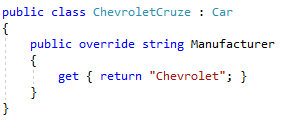 public class ChevroletCruze : Car
{
    public override string Manufacturer
    {
        get { return "Chevrolet"; }
    }
}